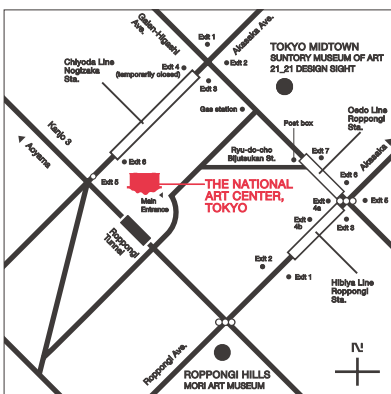 Gaien-Higashi
Ave.
Akasaka Ave.
Exit 1
Exit 2
TOKYO MIDTOWN
SUNTORY MUSEUM OF ART
21_21 DESIGN SIGHT
Chiyoda Line
Nogizaka
Sta.
Exit 4
(temporarily closed)
Exit 3
Gas station
Post box
Oedo Line
Roppongi
Sta.
Kanjo 3
Aoyama
Akasaka
Ryu-do-cho
Bijutsukan St.
Exit 7
Exit 6
Exit 5
Main
Entrance
THE NATIONAL
ART CENTER,
TOKYO
Exit 6
Exit
4a
Exit 5
Exit
4b
Exit 3
Roppongi
Tunnel
Exit 2
Exit 1
Hibiya Line
Roppongi
Sta.
Roppongi Ave.
ROPPONGI HILLS
MORI ART MUSEUM
N